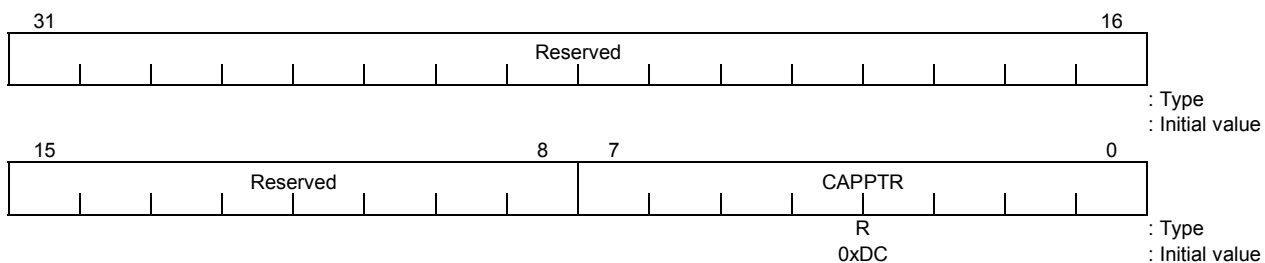 31 16
Reserved
: Type
: Initial value
15 8 7 0
Reserved CAPPTR
R : Type
0xDC : Initial value